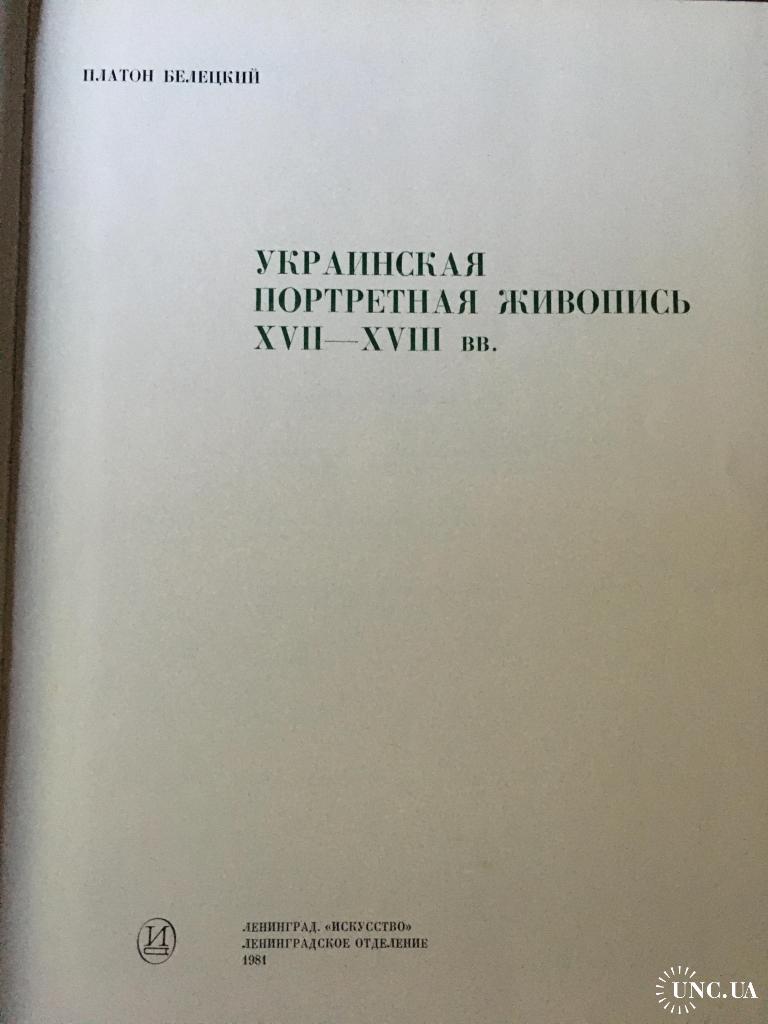 ПЛАТОН БЕЛЕЦКИЙ
УКРАИНСКАЯ
ПОРТРЕТНАЯ ЖИВОПИСЬ
XVII—XVIII вв.
И
ЛЕНИНГРАД. «ИСКУССТВО»
ЛЕНИНГРАДСКОЕ ОТДЕЛЕНИЕ
1981
UNC.UA